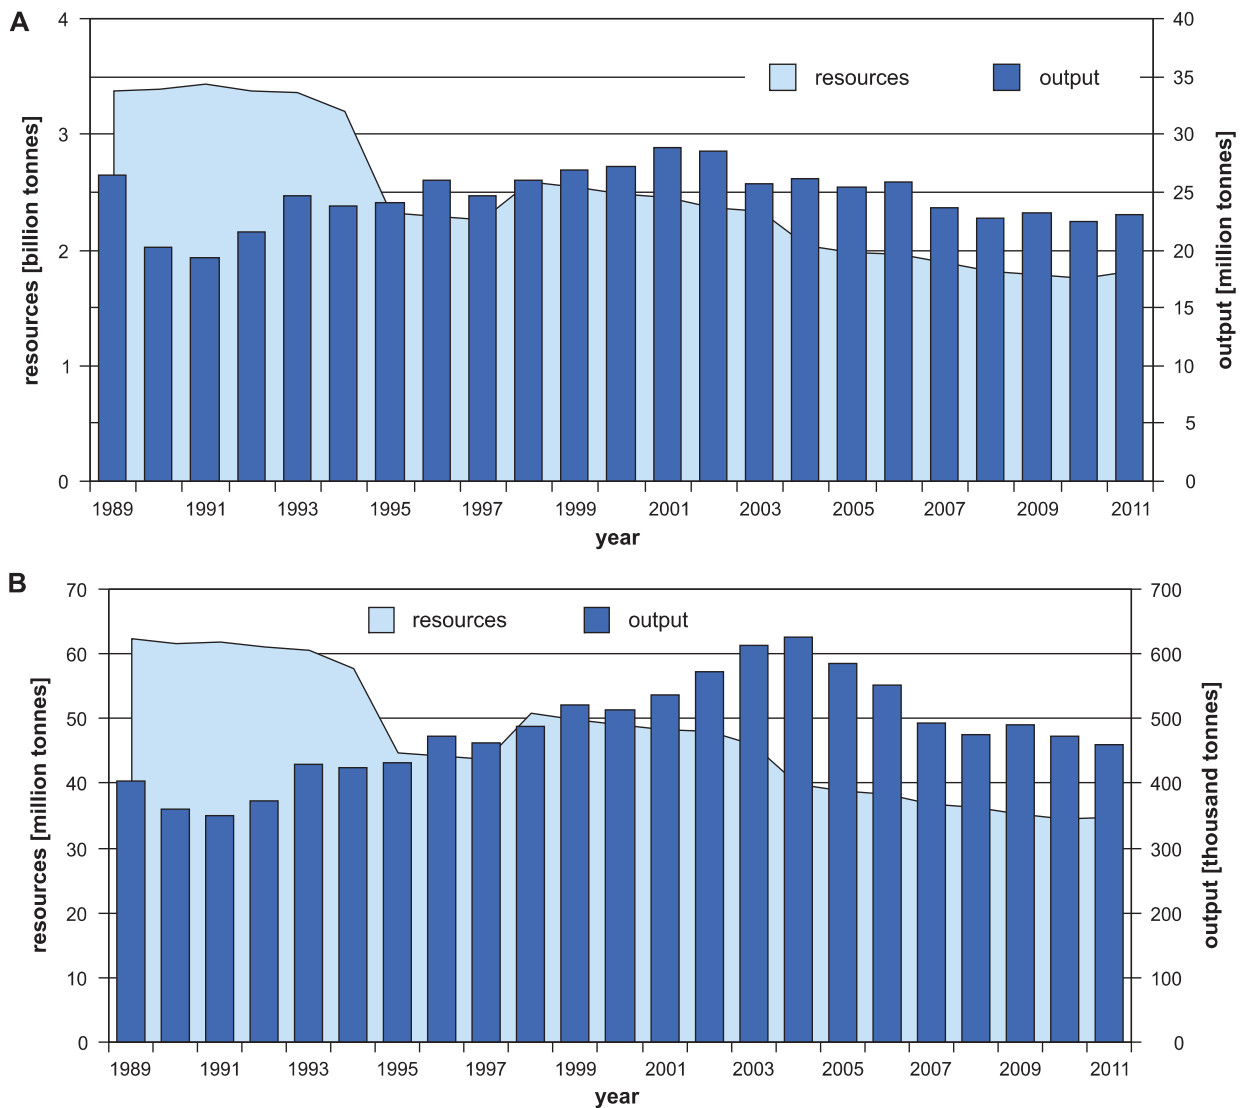 A
4
3
2
1
0
resources [billion tonnes]
40
35
30
25
20
15
10
5
0
output [million tonnes]
resources output
1989 1991 1993 1995 1997 1999 2001 2003 2005 2007 2009 2011
year
B
70
60
50
40
30
20
10
0
resources [million tonnes]
700
600
500
400
300
200
100
0
output [thousand tonnes]
resources output
1989 1991 1993 1995 1997 1999 2001 2003 2005 2007 2009 2011
year